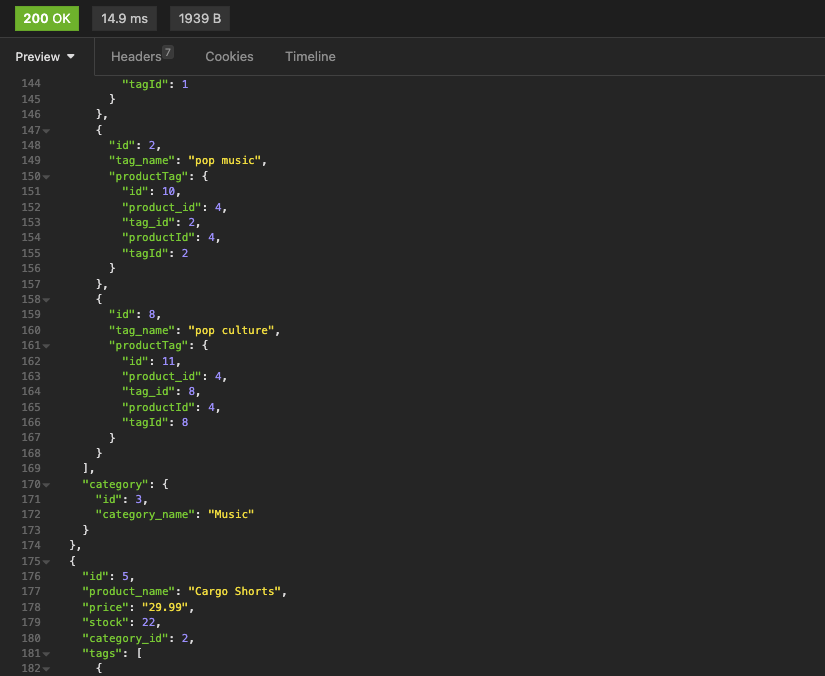 200 OK 14.9 ms 1939 B
Preview Headers 7 Cookies Timeline
144 "tagId": 1
145 }
146 },
147 {
148 "id": 2,
149 "tag_name": "pop music",
150 "productTag": {
151 "id": 10,
152 "product_id": 4,
153 "tag_id": 2,
154 "productId": 4,
155 "tagId": 2
156 }
157 },
158 {
159 "id": 8,
160 "tag_name": "pop culture",
161 "productTag": {
162 "id": 11,
163 "product_id": 4,
164 "tag_id": 8,
165 "productId": 4,
166 "tagId": 8
167 }
168 }
169 ],
170 "category": {
171 "id": 3,
172 "category_name": "Music"
173 }
174 },
175 {
176 "id": 5,
177 "product_name": "Cargo Shorts",
178 "price": "29.99",
179 "stock": 22,
180 "category_id": 2,
181 "tags": [
182 {